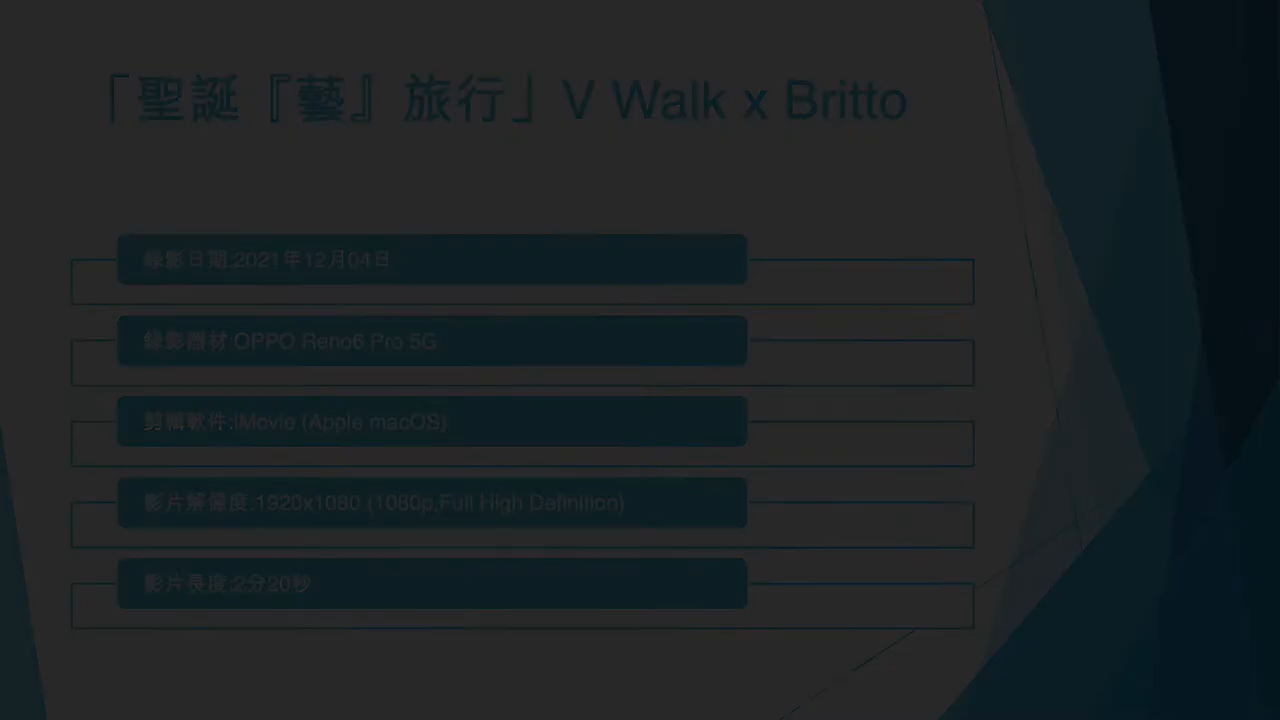 「聖誕『藝』旅行」V Walk x Britto
錄影日期:2021年12月04日
錄影器材:OPPO Reno6 Pro 5G
剪輯軟件:iMovie (Apple macOS)
影片解像度:1920x1080 (1080p,Full High Definition)
影片長度:2分20秒